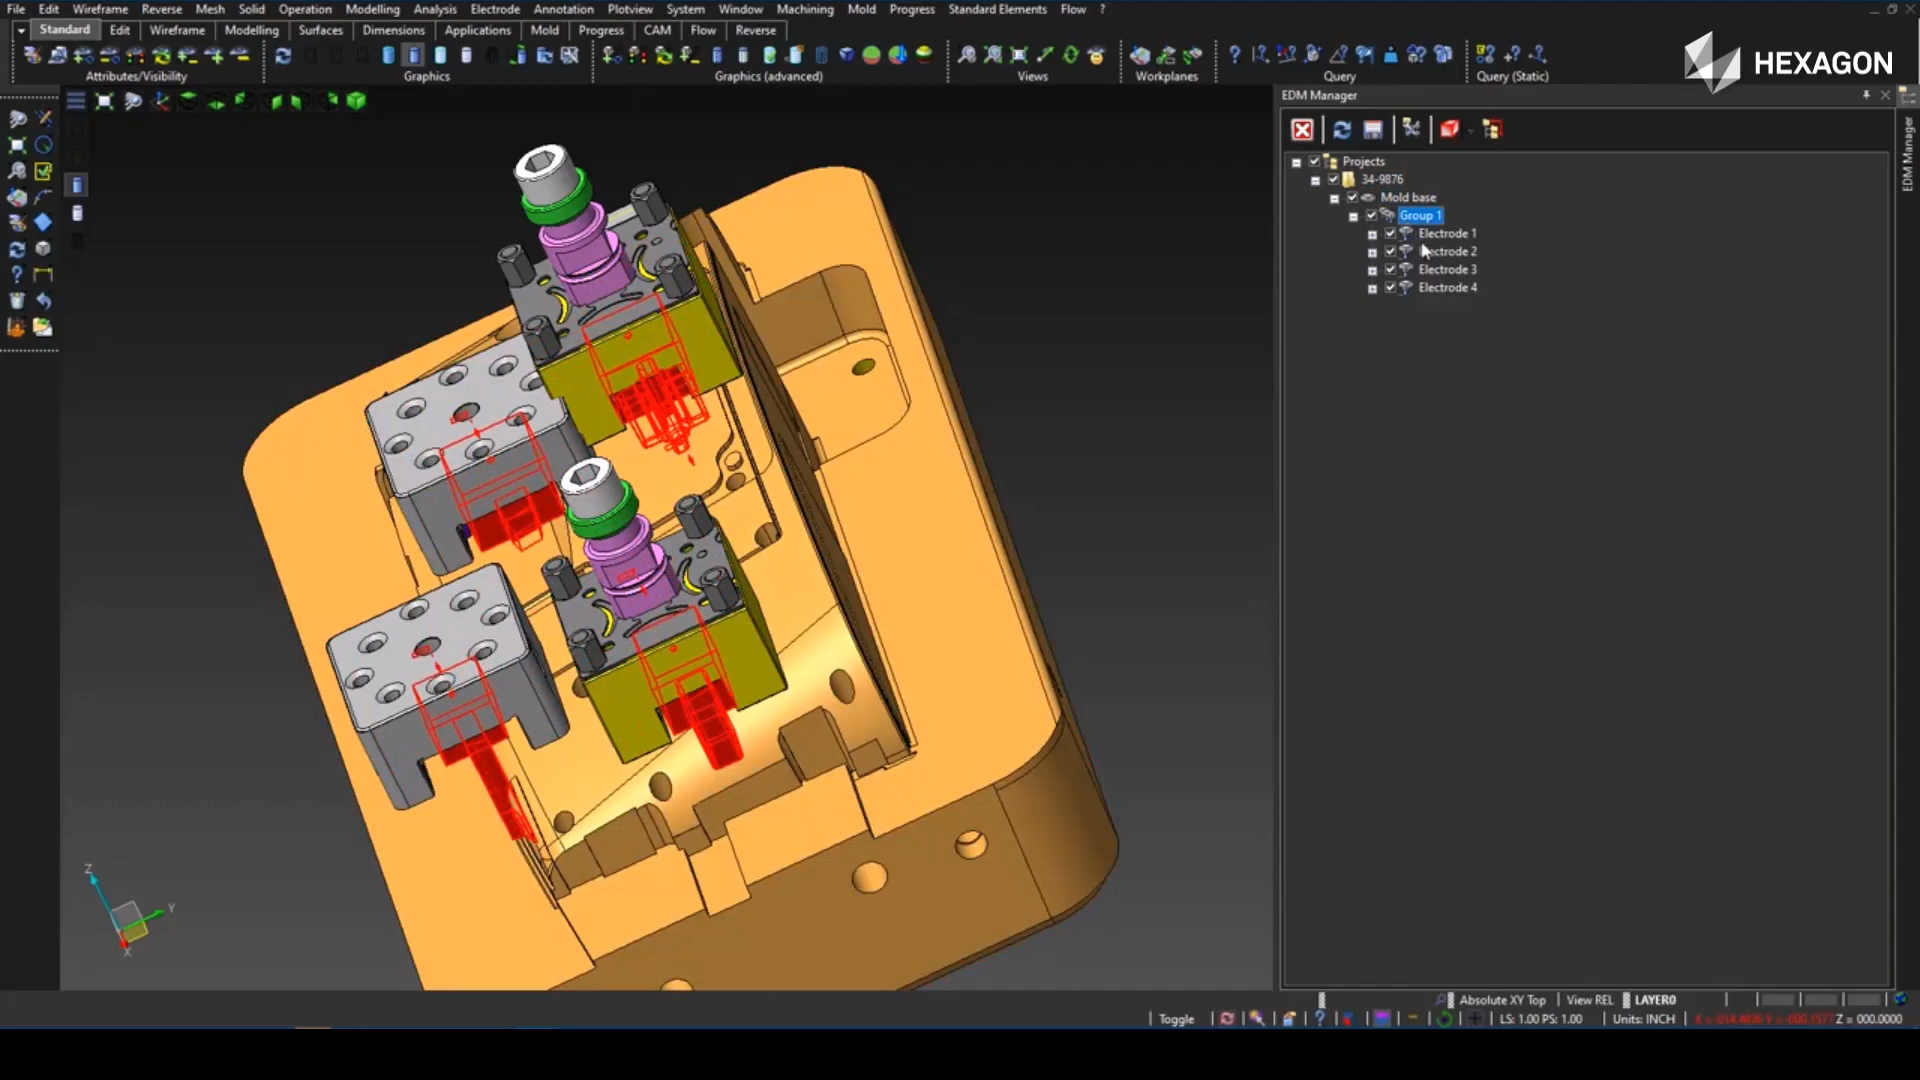 File Edit Wireframe Reverse Mesh Solid Operation Modelling Analysis Electrode Annotation Plotview System Window Machining Mold Progress Standard Elements Flow ?
Standard Edit Wireframe Modelling Surfaces Dimensions Applications Mold Progress CAM Flow Reverse
Attributes/Visibility Graphics Graphics (advanced) Views Workplanes Query Query (Static)
HEXAGON
EDM Manager
EDM Manager
Projects
34-9876
Mold base
Group 1
Electrode 1
Electrode 2
Electrode 3
Electrode 4
Z
Y
X
Absolute XY Top View REL LAYER0
Toggle LS: 1.00 PS: 1.00 Units: INCH Z = 000.0000